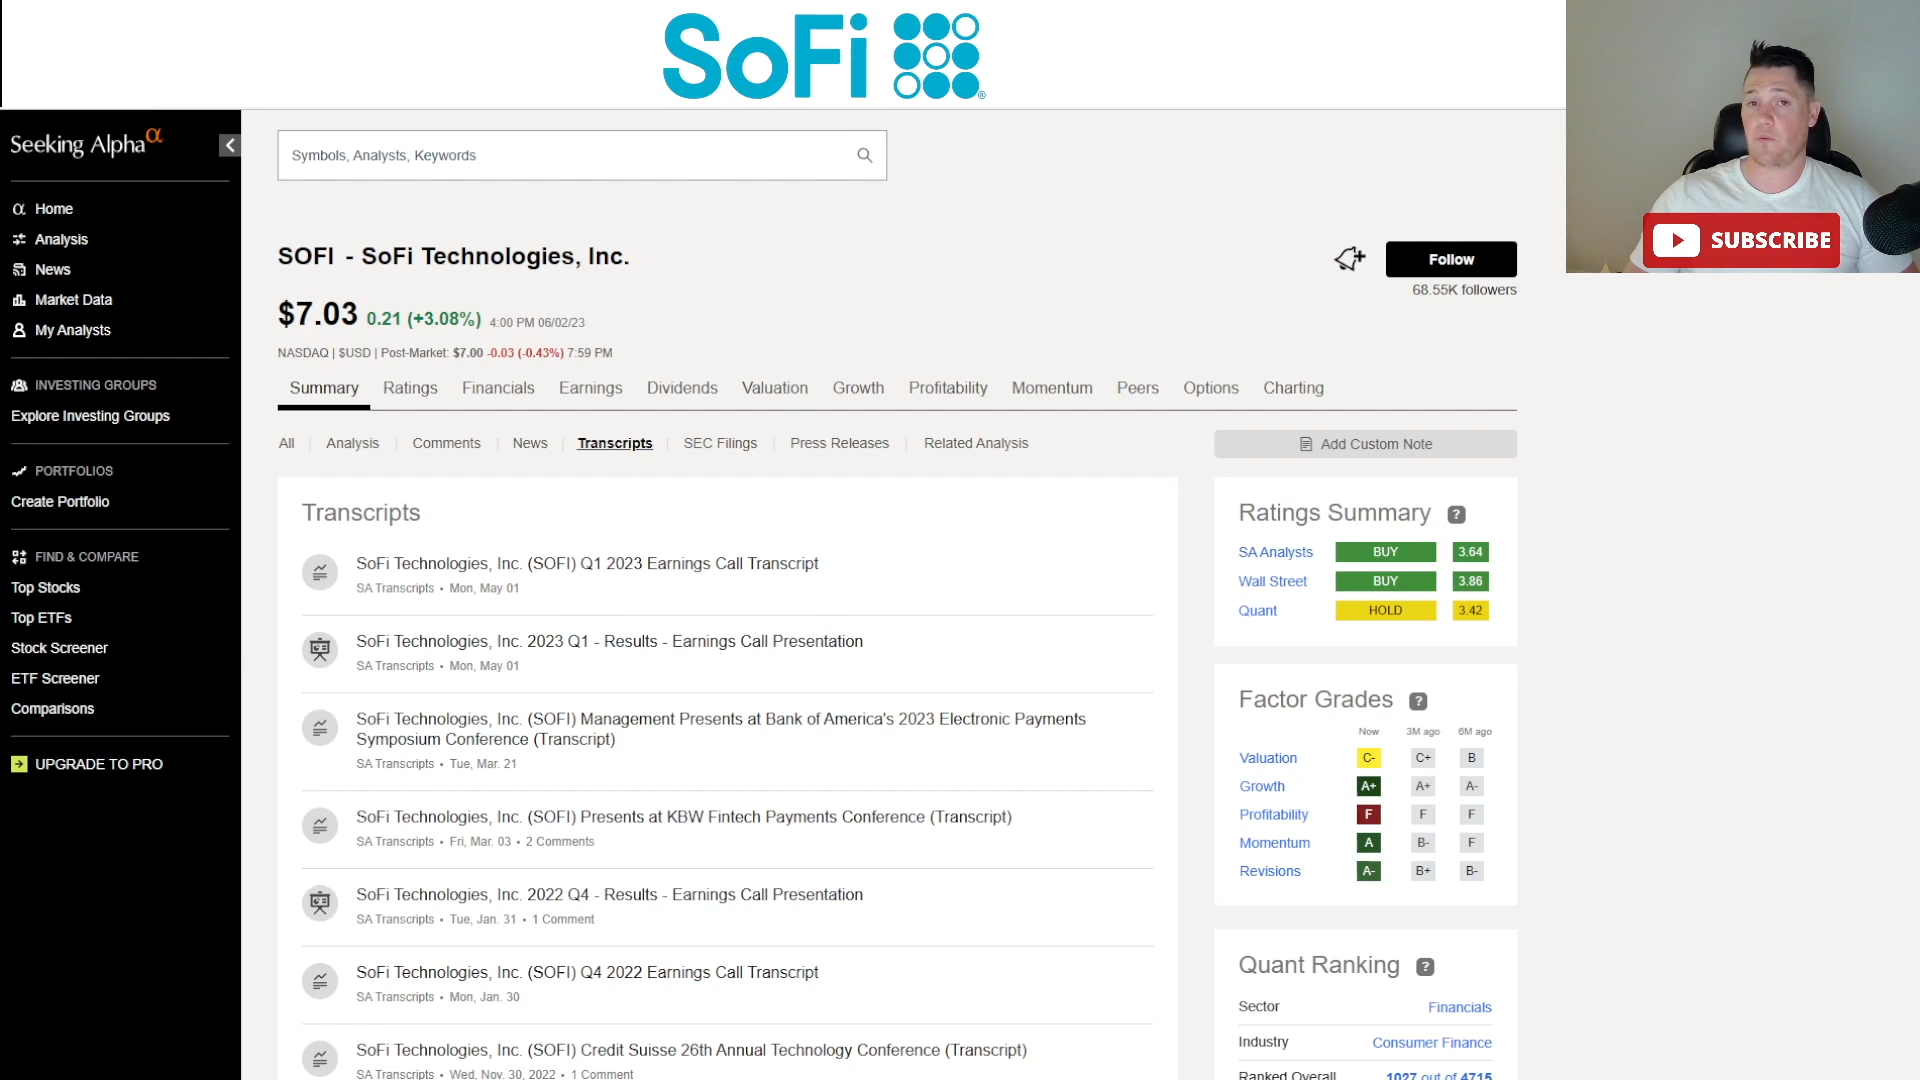 SoFi
Seeking Alpha α
Symbols, Analysts, Keywords
Home
Analysis
News
Market Data
My Analysts
INVESTING GROUPS
Explore Investing Groups
PORTFOLIOS
Create Portfolio
FIND & COMPARE
Top Stocks
Top ETFs
Stock Screener
ETF Screener
Comparisons
UPGRADE TO PRO
SUBSCRIBE
SOFI - SoFi Technologies, Inc.
Follow
68.55K followers
$7.03 0.21 (+3.08%) 4:00 PM 06/02/23
NASDAQ | $USD | Post-Market: $7.00 -0.03 (-0.43%) 7:59 PM
Summary Ratings Financials Earnings Dividends Valuation Growth Profitability Momentum Peers Options Charting
All | Analysis | Comments | News | Transcripts | SEC Filings | Press Releases | Related Analysis
Add Custom Note
Transcripts
SoFi Technologies, Inc. (SOFI) Q1 2023 Earnings Call Transcript
SA Transcripts • Mon, May 01
SoFi Technologies, Inc. 2023 Q1 - Results - Earnings Call Presentation
SA Transcripts • Mon, May 01
SoFi Technologies, Inc. (SOFI) Management Presents at Bank of America's 2023 Electronic Payments
Symposium Conference (Transcript)
SA Transcripts • Tue, Mar. 21
SoFi Technologies, Inc. (SOFI) Presents at KBW Fintech Payments Conference (Transcript)
SA Transcripts • Fri, Mar. 03 • 2 Comments
SoFi Technologies, Inc. 2022 Q4 - Results - Earnings Call Presentation
SA Transcripts • Tue, Jan. 31 • 1 Comment
SoFi Technologies, Inc. (SOFI) Q4 2022 Earnings Call Transcript
SA Transcripts • Mon, Jan. 30
SoFi Technologies, Inc. (SOFI) Credit Suisse 26th Annual Technology Conference (Transcript)
SA Transcripts • Wed, Nov. 30, 2022 • 1 Comment
Ratings Summary ?
SA Analysts BUY 3.64
Wall Street BUY 3.86
Quant HOLD 3.42
Factor Grades ?
Now 3M ago 6M ago
Valuation C- C+ B
Growth A+ A+ A-
Profitability F F F
Momentum A B- F
Revisions A- B+ B-
Quant Ranking ?
Sector Financials
Industry Consumer Finance
Ranked Overall 1027 out of 4715